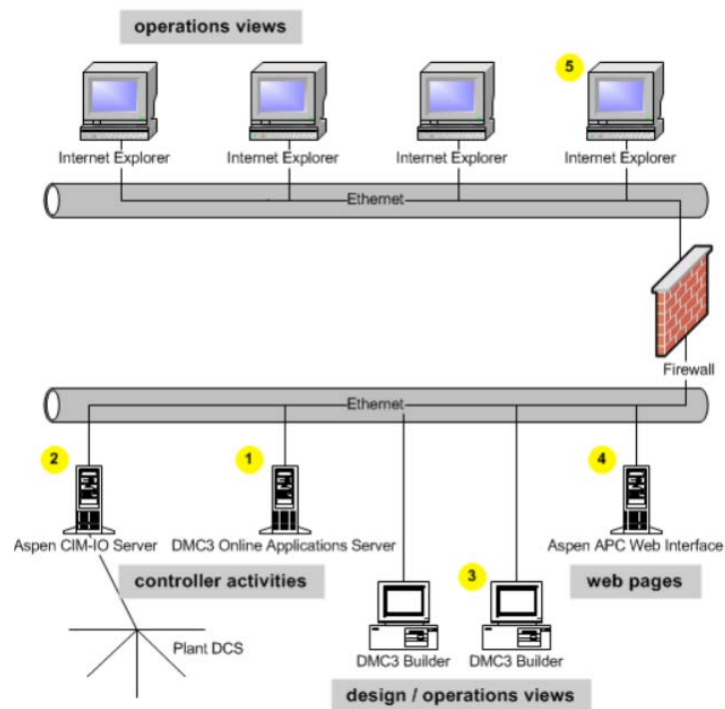 operations views
5
Internet Explorer
Internet Explorer
Internet Explorer
Internet Explorer
Ethernet
Firewall
Ethernet
2
1
4
Aspen CIM-IO Server
DMC3 Online Applications Server
Aspen APC Web Interface
controller activities
3
web pages
Plant DCS
DMC3 Builder
DMC3 Builder
design / operations views